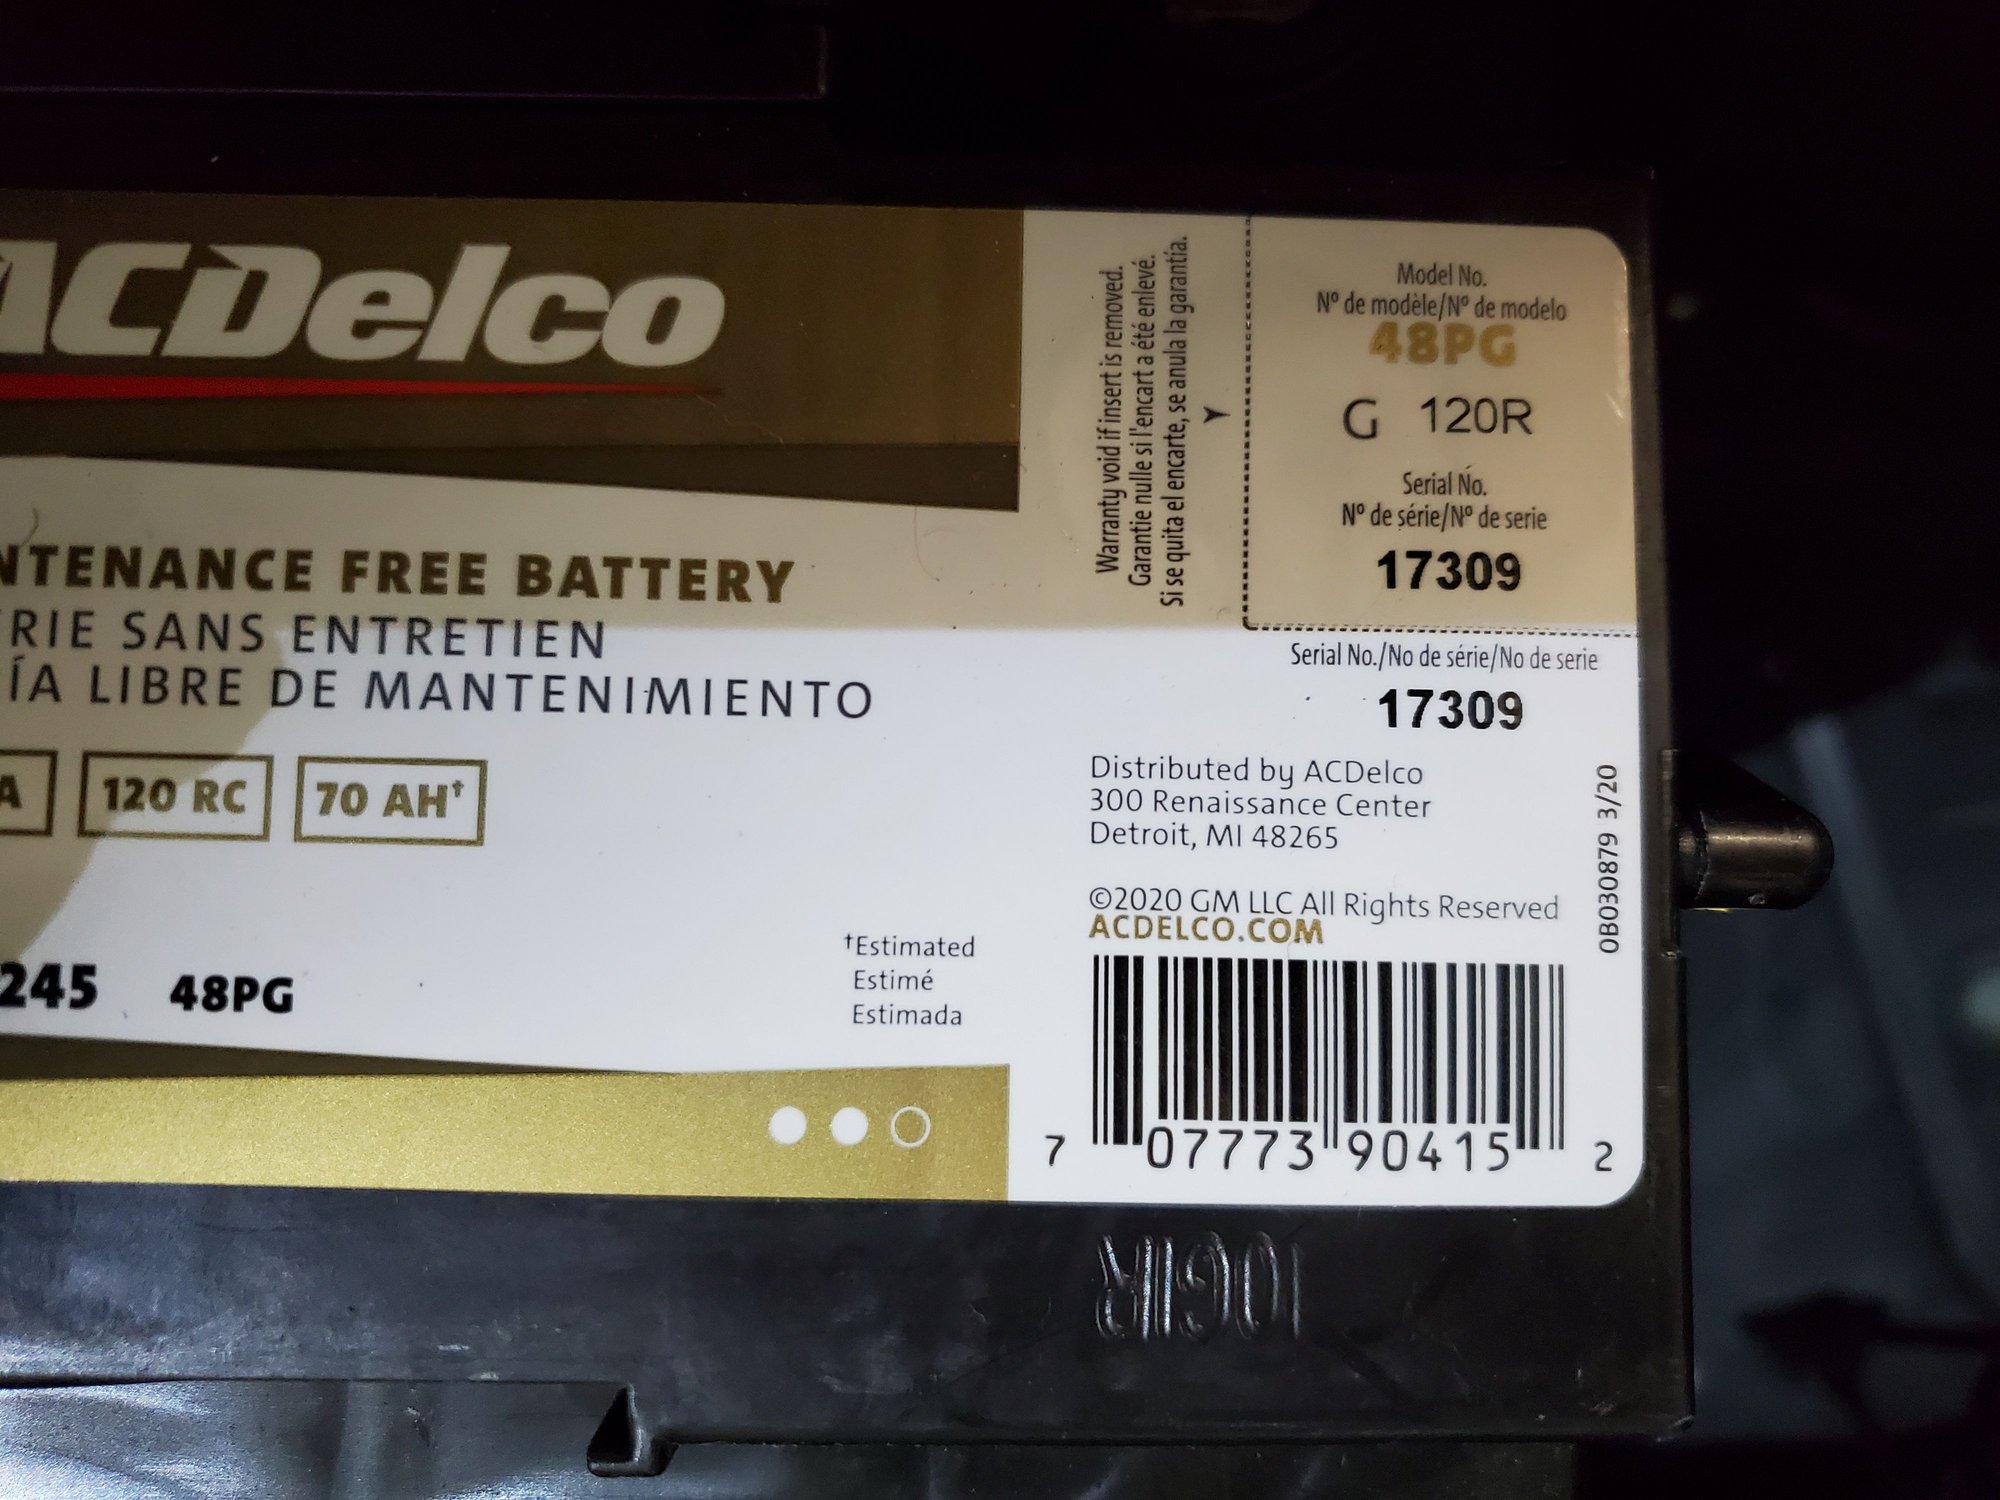 ACDelco
NTENANCE FREE BATTERY
RIE SANS ENTRETIEN
ÍA LIBRE DE MANTENIMIENTO
A
120 RC
70 AH†
245 48PG
†Estimated
Estimé
Estimada
Warranty void if insert is removed.
Garantie nulle si l'encart a été enlevé.
Si se quita el encarte, se anula la garantía.
Model No.
Nº de modèle/Nº de modelo
48PG
G 120R
Serial No.
Nº de série/Nº de serie
17309
Serial No./No de série/No de serie
17309
Distributed by ACDelco
300 Renaissance Center
Detroit, MI 48265
©2020 GM LLC All Rights Reserved
ACDELCO.COM
0B030879 3/20
7 07773 90415 2